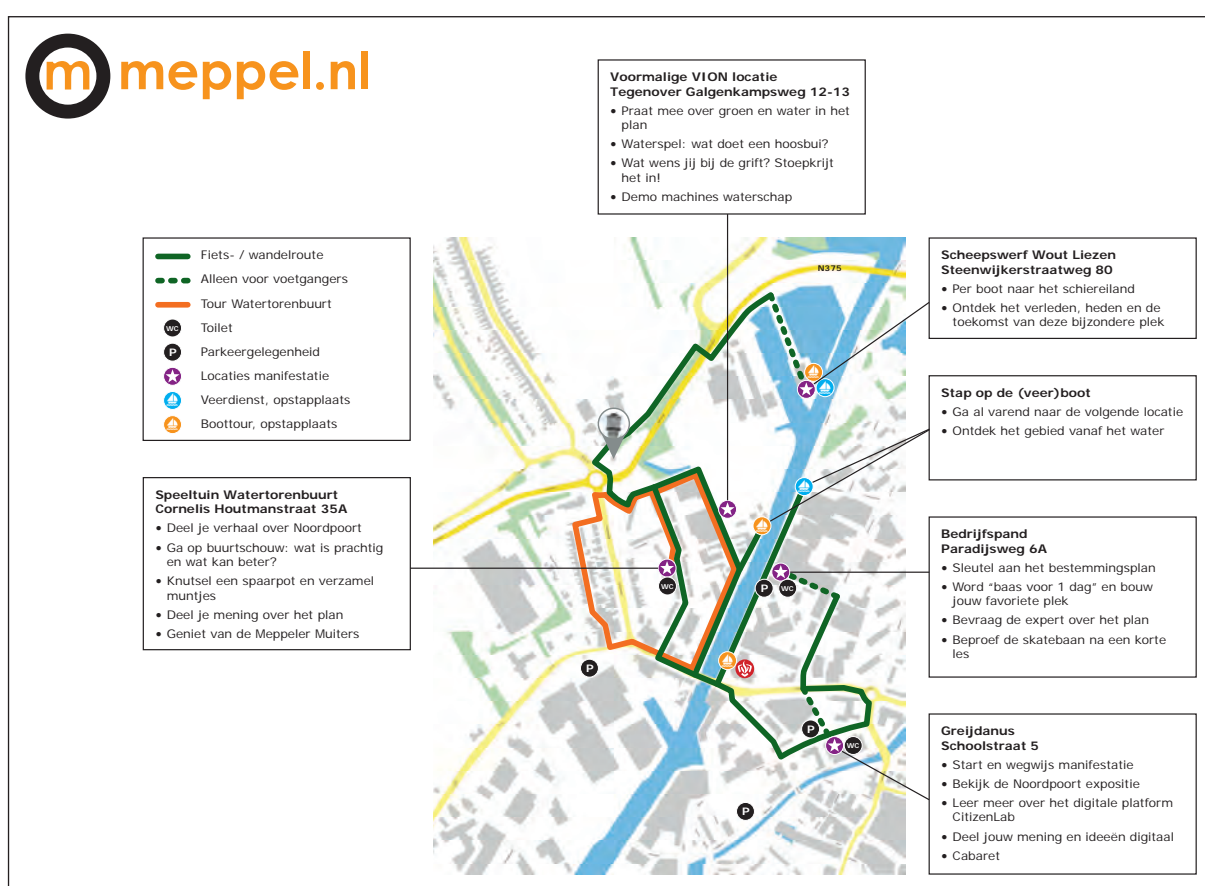 m meppel.nl
Voormalige VION locatie
Tegenover Galgenkampsweg 12-13
• Praat mee over groen en water in het
plan
• Waterspel: wat doet een hoosbui?
• Wat wens jij bij de grift? Stoepkrijt
het in!
• Demo machines waterschap
Fiets- / wandelroute
Alleen voor voetgangers
Tour Watertorenbuurt
WC Toilet
P Parkeergelegenheid
Locaties manifestatie
Veerdienst, opstapplaats
Boottour, opstapplaats
N375
Scheepswerf Wout Liezen
Steenwijkerstraatweg 80
• Per boot naar het schiereiland
• Ontdek het verleden, heden en de
toekomst van deze bijzondere plek
Stap op de (veer)boot
• Ga al varend naar de volgende locatie
• Ontdek het gebied vanaf het water
Speeltuin Watertorenbuurt
Cornelis Houtmanstraat 35A
• Deel je verhaal over Noordpoort
• Ga op buurtschouw: wat is prachtig
en wat kan beter?
• Knutsel een spaarpot en verzamel
muntjes
• Deel je mening over het plan
• Geniet van de Meppeler Muiters
Bedrijfspand
Paradijsweg 6A
• Sleutel aan het bestemmingsplan
• Word “baas voor 1 dag” en bouw
jouw favoriete plek
• Bevraag de expert over het plan
• Beproef de skatebaan na een korte
les
WC
P WC
P
P WC
P
Greijdanus
Schoolstraat 5
• Start en wegwijs manifestatie
• Bekijk de Noordpoort expositie
• Leer meer over het digitale platform
CitizenLab
• Deel jouw mening en ideeën digitaal
• Cabaret